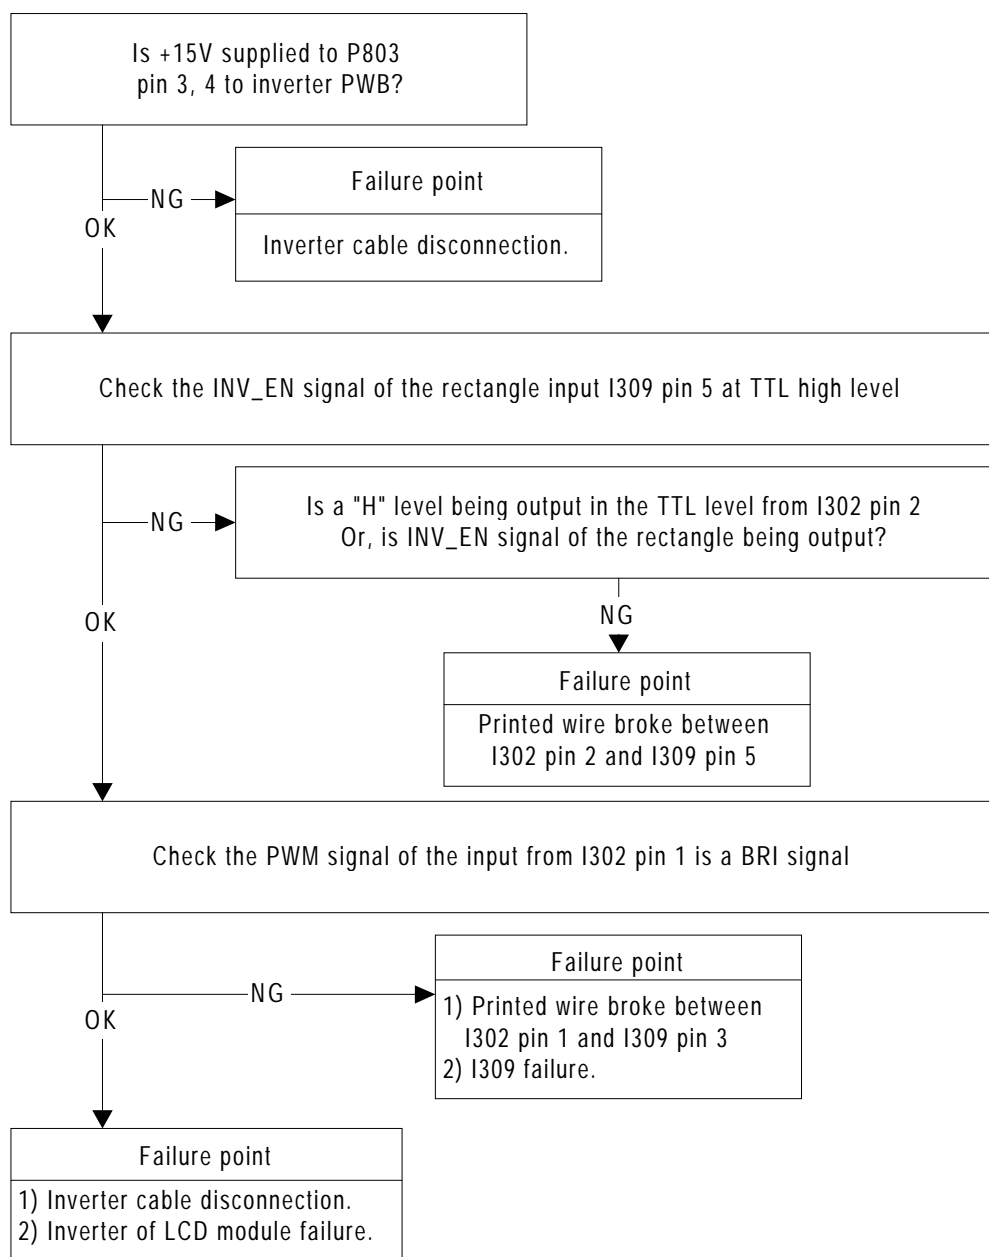 Is +15V supplied to P803
pin 3, 4 to inverter PWB?
NG
OK
Failure point
Inverter cable disconnection.
Check the INV_EN signal of the rectangle input I309 pin 5 at TTL high level
NG
OK
Is a "H" level being output in the TTL level from I302 pin 2
Or, is INV_EN signal of the rectangle being output?
NG
Failure point
Printed wire broke between
I302 pin 2 and I309 pin 5
Check the PWM signal of the input from I302 pin 1 is a BRI signal
NG
OK
Failure point
1) Printed wire broke between
I302 pin 1 and I309 pin 3
2) I309 failure.
Failure point
1) Inverter cable disconnection.
2) Inverter of LCD module failure.